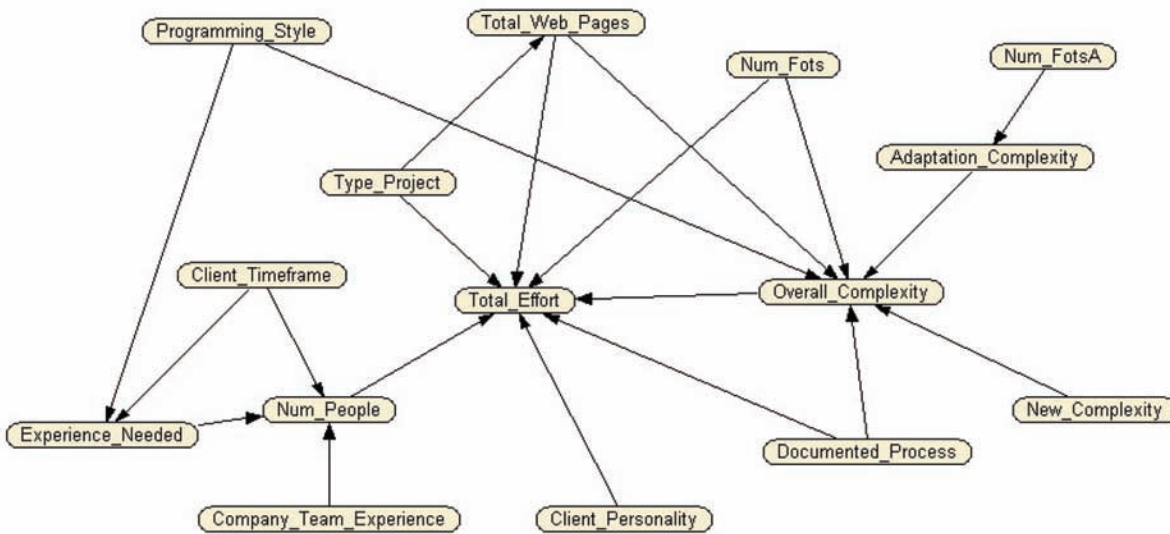 Total_Web_Pages
Programming_Style
Num_Fots
Num_FotsA
Adaptation_Complexity
Type_Project
Client_Timeframe
Total_Effort
Overall_Complexity
Num_People
New_Complexity
Experience_Needed
Documented_Process
Company_Team_Experience
Client_Personality